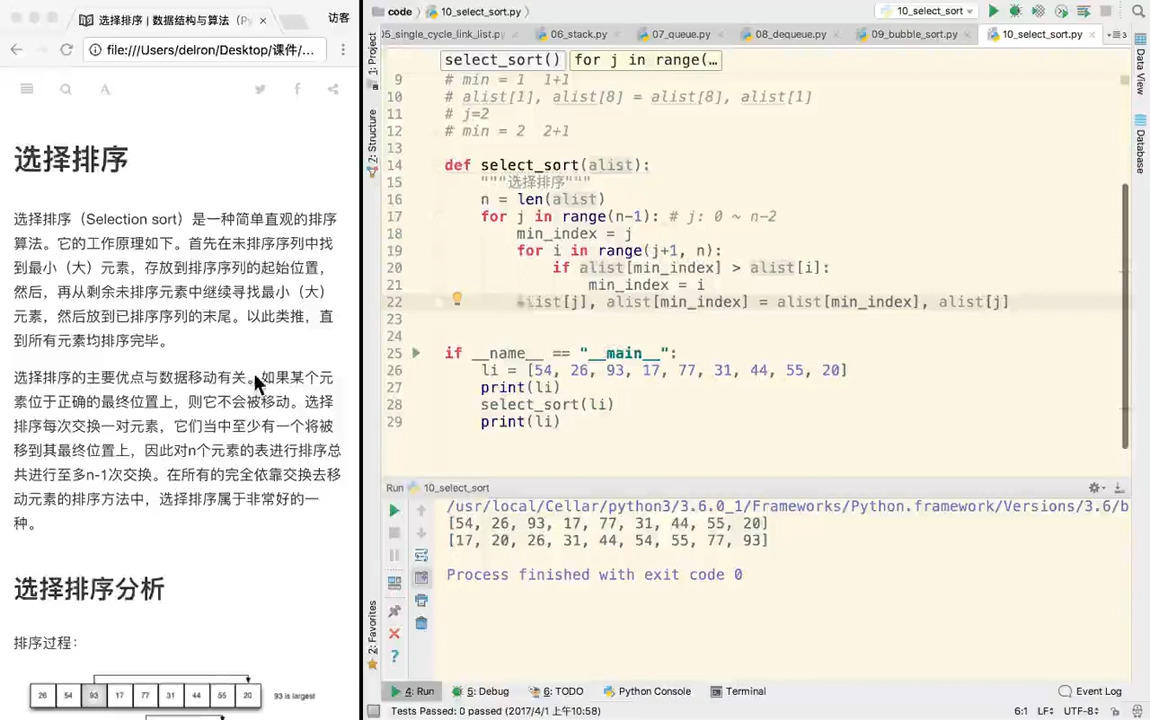 选择排序 | 数据结构与算法（Py
访客
file:///Users/delron/Desktop/课件/...
选择排序
选择排序（Selection sort）是一种简单直观的排序
算法。它的工作原理如下。首先在未排序序列中找
到最小（大）元素，存放到排序序列的起始位置，
然后，再从剩余未排序元素中继续寻找最小（大）
元素，然后放到已排序序列的末尾。以此类推，直
到所有元素均排序完毕。
选择排序的主要优点与数据移动有关。如果某个元
素位于正确的最终位置上，则它不会被移动。选择
排序每次交换一对元素，它们当中至少有一个将被
移到其最终位置上，因此对n个元素的表进行排序总
共进行至多n-1次交换。在所有的完全依靠交换去移
动元素的排序方法中，选择排序属于非常好的一
种。
选择排序分析
排序过程：
26 54 93 17 77 31 44 55 20 93 is largest
code 10_select_sort.py
10_select_sort
05_single_cycle_link_list.p 06_stack.py 07_queue.py 08_dequeue.py 09_bubble_sort.py 10_select_sort.py
3
select_sort() for j in range(...
9 # min = 1 1+1
10 # alist[1], alist[8] = alist[8], alist[1]
11 # j=2
12 # min = 2 2+1
13
14 def select_sort(alist):
15 """选择排序"""
16 n = len(alist)
17 for j in range(n-1): # j: 0 ~ n-2
18 min_index = j
19 for i in range(j+1, n):
20 if alist[min_index] > alist[i]:
21 min_index = i
22 alist[j], alist[min_index] = alist[min_index], alist[j]
23
24
25 if __name__ == "__main__":
26 li = [54, 26, 93, 17, 77, 31, 44, 55, 20]
27 print(li)
28 select_sort(li)
29 print(li)
1: Project
7: Structure
2: Favorites
Data View
Database
Run 10_select_sort
/usr/local/Cellar/python3/3.6.0_1/Frameworks/Python.framework/Versions/3.6/b
[54, 26, 93, 17, 77, 31, 44, 55, 20]
[17, 20, 26, 31, 44, 54, 55, 77, 93]
Process finished with exit code 0
4: Run 5: Debug 6: TODO Python Console Terminal Event Log
Tests Passed: 0 passed (2017/4/1 上午10:58) 6:1 LF UTF-8